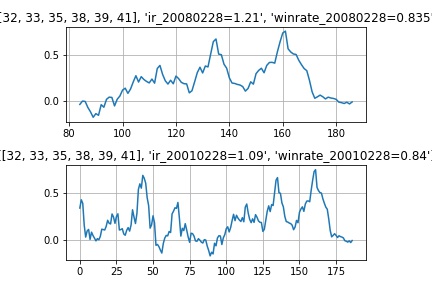 [32, 33, 35, 38, 39, 41], 'ir_20080228=1.21', 'winrate_20080228=0.835'
0.5
0.0
80 100 120 140 160 180
[[32, 33, 35, 38, 39, 41], 'ir_20010228=1.09', 'winrate_20010228=0.84']
0.5
0.0
0 25 50 75 100 125 150 175